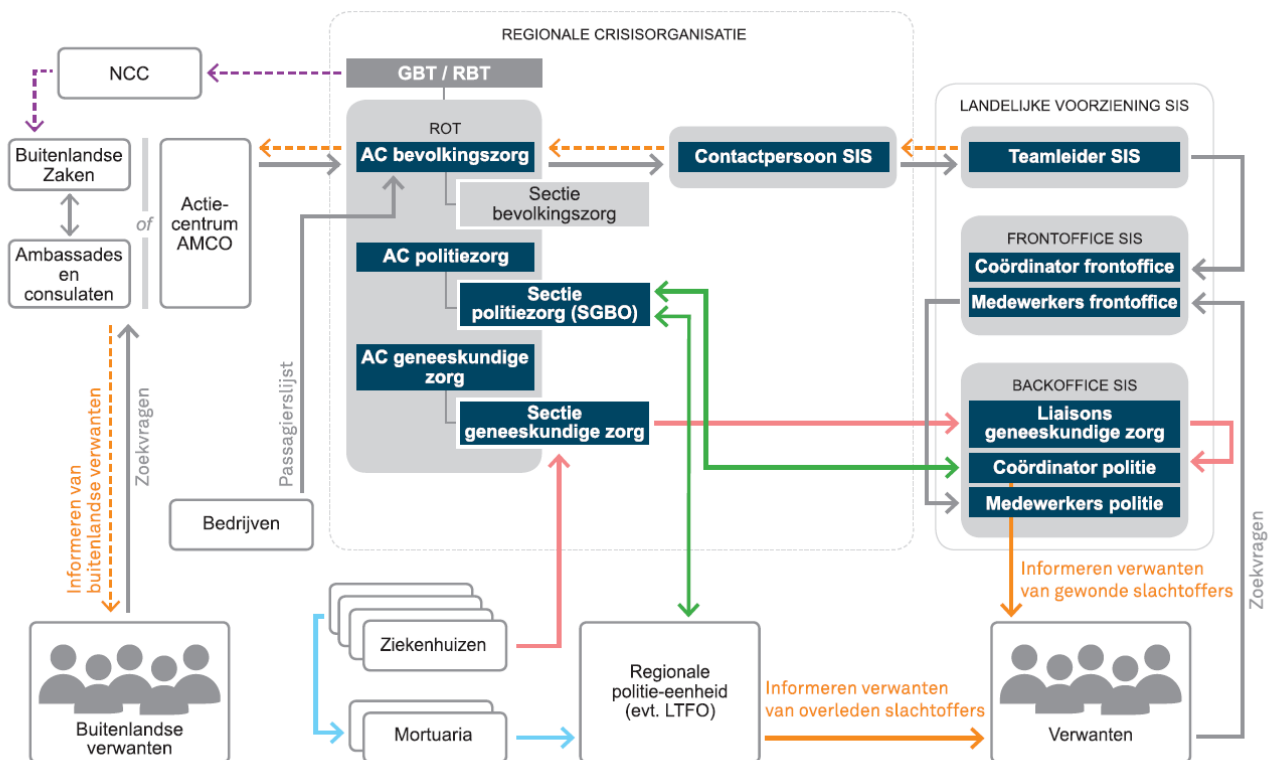 REGIONALE CRISISORGANISATIE
NCC
GBT / RBT
LANDELIJKE VOORZIENING SIS
ROT
Buitenlandse
Zaken
of
Actie-
centrum
AMCO
Ambassades
en
consulaten
AC bevolkingszorg
Sectie
bevolkingszorg
AC politiezorg
Sectie
politiezorg (SGBO)
AC geneeskundige
zorg
Sectie
geneeskundige zorg
Contactpersoon SIS
Teamleider SIS
FRONTOFFICE SIS
Coördinator frontoffice
Medewerkers frontoffice
BACKOFFICE SIS
Liaisons
geneeskundige zorg
Coördinator politie
Medewerkers politie
Informeren van
buitenlandse verwanten
Zoekvragen
Passagierslijst
Bedrijven
Informeren verwanten
van gewonde slachtoffers
Zoekvragen
Buitenlandse
verwanten
Ziekenhuizen
Mortuaria
Regionale
politie-eenheid
(evt. LTFO)
Informeren verwanten
van overleden slachtoffers
Verwanten